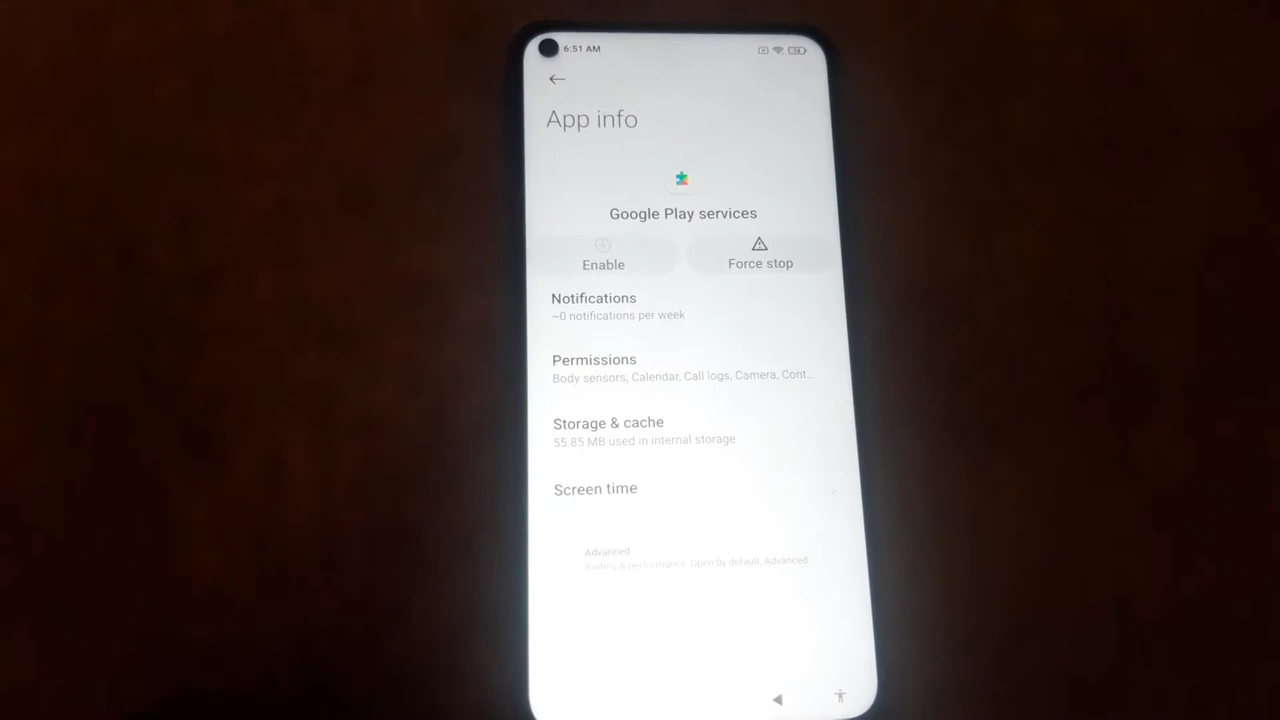 6:51 AM
App info
Google Play services
Enable
Force stop
Notifications
~0 notifications per week
Permissions
Body sensors, Calendar, Call logs, Camera, Cont...
Storage & cache
55.85 MB used in internal storage
Screen time
Advanced
Battery & performance, Open by default, Advanced